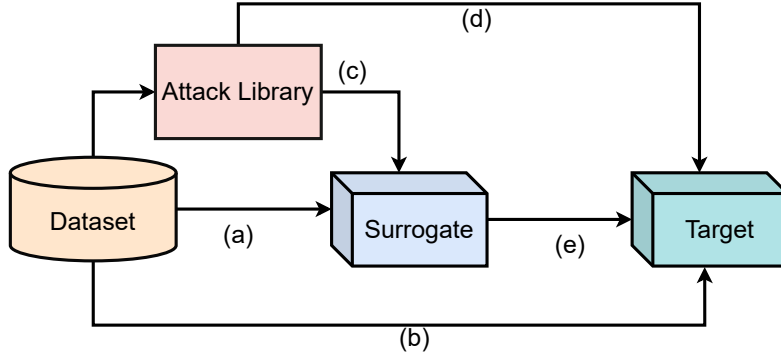 (d)
(c)
Attack Library
Dataset
(a)
Surrogate
(e)
Target
(b)